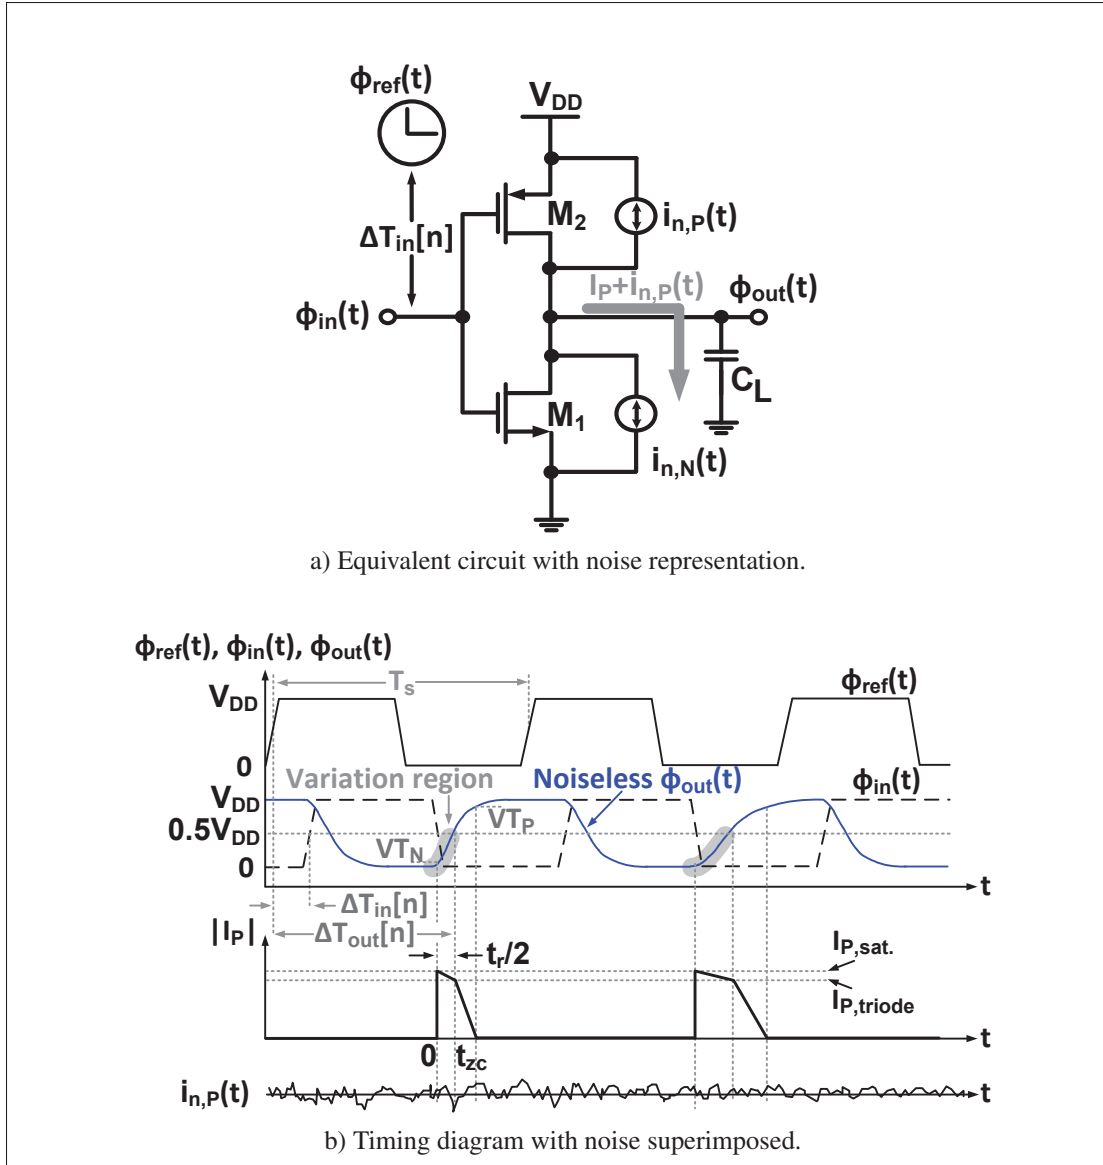 ϕref(t)
VDD
M2
in,P(t)
ΔTin[n]
IP+in,P(t)
ϕout(t)
ϕin(t)
CL
M1
in,N(t)
a) Equivalent circuit with noise representation.
ϕref(t), ϕin(t), ϕout(t)
Ts
VDD
ϕref(t)
0
Variation region
Noiseless ϕout(t)
ϕin(t)
VDD
VTP
0.5VDD
VTN
0
t
ΔTin[n]
|IP|
ΔTout[n]
tr/2
IP,sat.
IP,triode
t
0
tzc
in,P(t)
t
b) Timing diagram with noise superimposed.